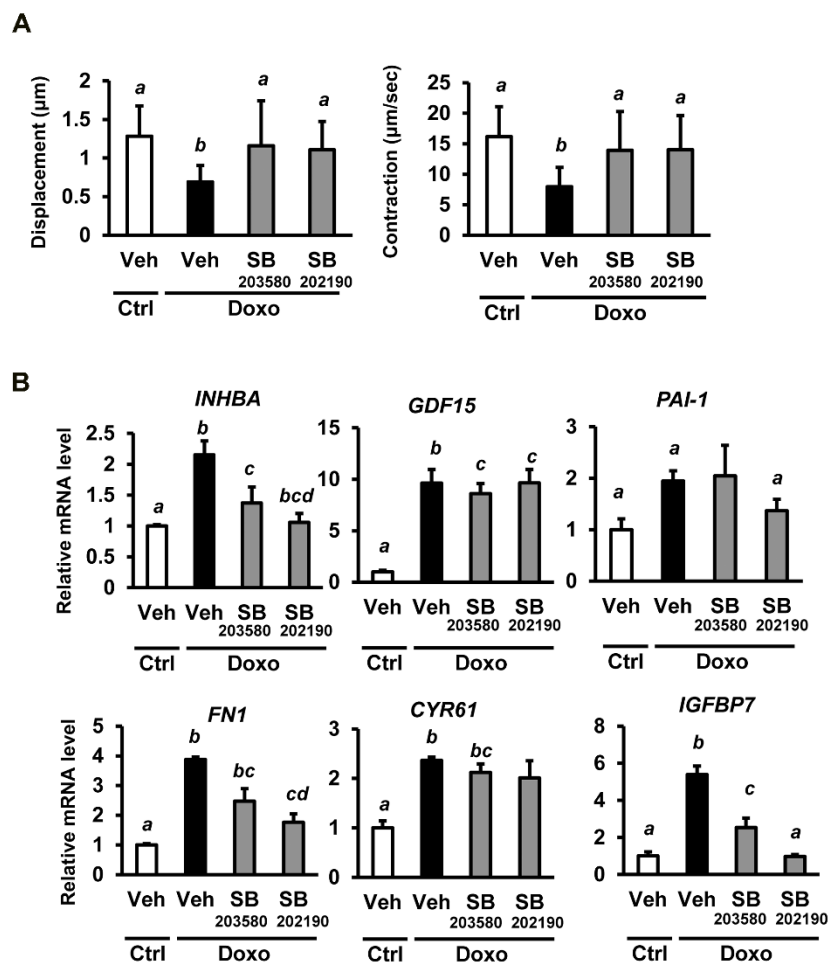 A
Displacement (μm)
2
1.5
1
0.5
0
a
b
a
a
Veh
Veh
SB
203580
SB
202190
Ctrl
Doxo
Contraction (μm/sec)
25
20
15
10
5
0
a
b
a
a
Veh
Veh
SB
203580
SB
202190
Ctrl
Doxo
B
INHBA
Relative mRNA level
2.5
2
1.5
1
0.5
0
a
b
c
bcd
Veh
Veh
SB
203580
SB
202190
Ctrl
Doxo
GDF15
15
10
5
0
a
b
c
c
Veh
Veh
SB
203580
SB
202190
Ctrl
Doxo
PAI-1
3
2
1
0
a
a
a
Veh
Veh
SB
203580
SB
202190
Ctrl
Doxo
FN1
Relative mRNA level
5
4
3
2
1
0
a
b
bc
cd
Veh
Veh
SB
203580
SB
202190
Ctrl
Doxo
CYR61
3
2
1
0
a
b
bc
Veh
Veh
SB
203580
SB
202190
Ctrl
Doxo
IGFBP7
8
6
4
2
0
a
b
c
a
Veh
Veh
SB
203580
SB
202190
Ctrl
Doxo